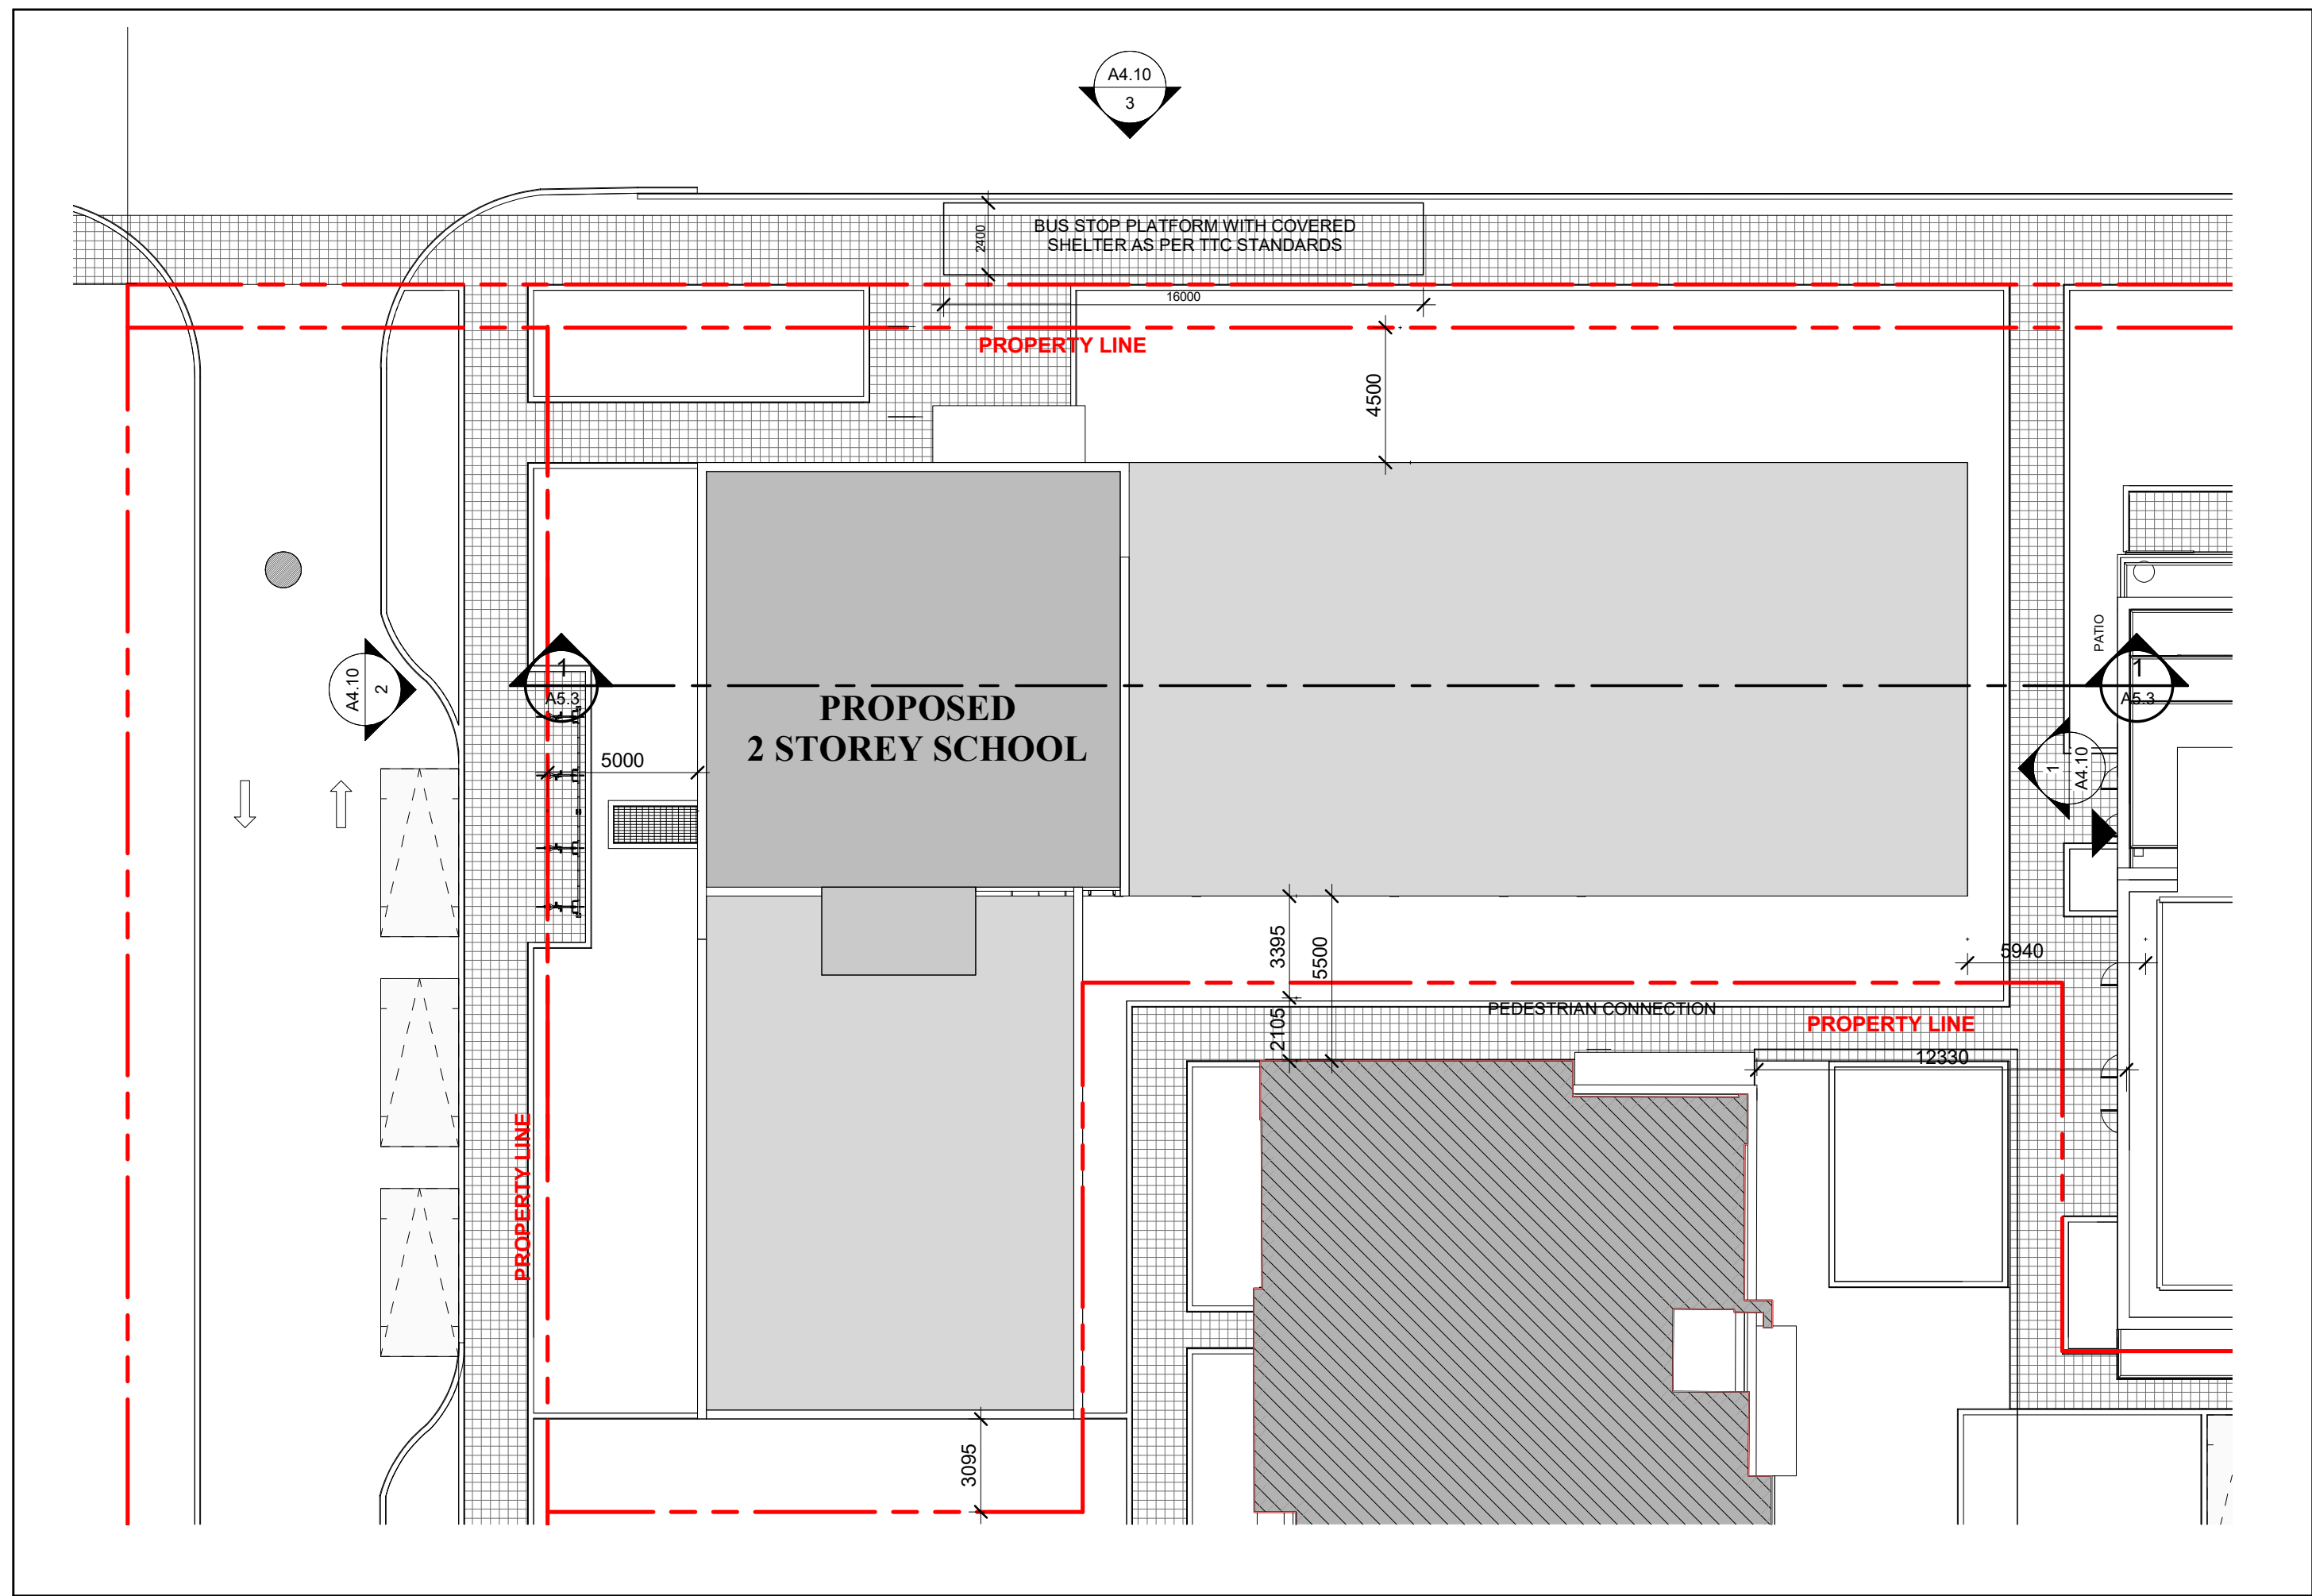 A4.10
3
BUS STOP PLATFORM WITH COVERED
SHELTER AS PER TTC STANDARDS
2400
16000
PROPERTY LINE
4500
PATIO
A4.10
2
1
A5.3
1
A5.3
PROPOSED
2 STOREY SCHOOL
5000
1
A4.10
3395
5500
5940
2105
PEDESTRIAN CONNECTION
PROPERTY LINE
12330
PROPERTY LINE
3095